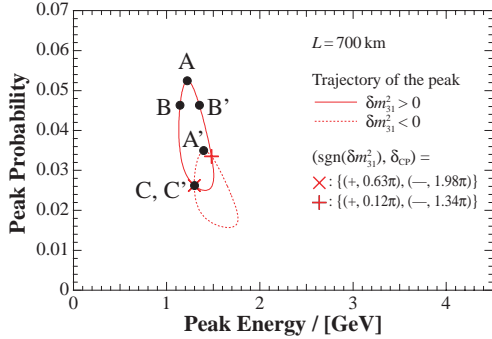 0.07
0.06
0.05
0.04
0.03
0.02
0.01
0
Peak Probability
A
B
B'
A'
C, C'
L = 700 km
Trajectory of the peak
δm²₃₁ > 0
δm²₃₁ < 0
(sgn(δm²₃₁), δCP) =
×: {(+, 0.63π), (—, 1.98π)}
+: {(+, 0.12π), (—, 1.34π)}
0 1 2 3 4
Peak Energy / [GeV]